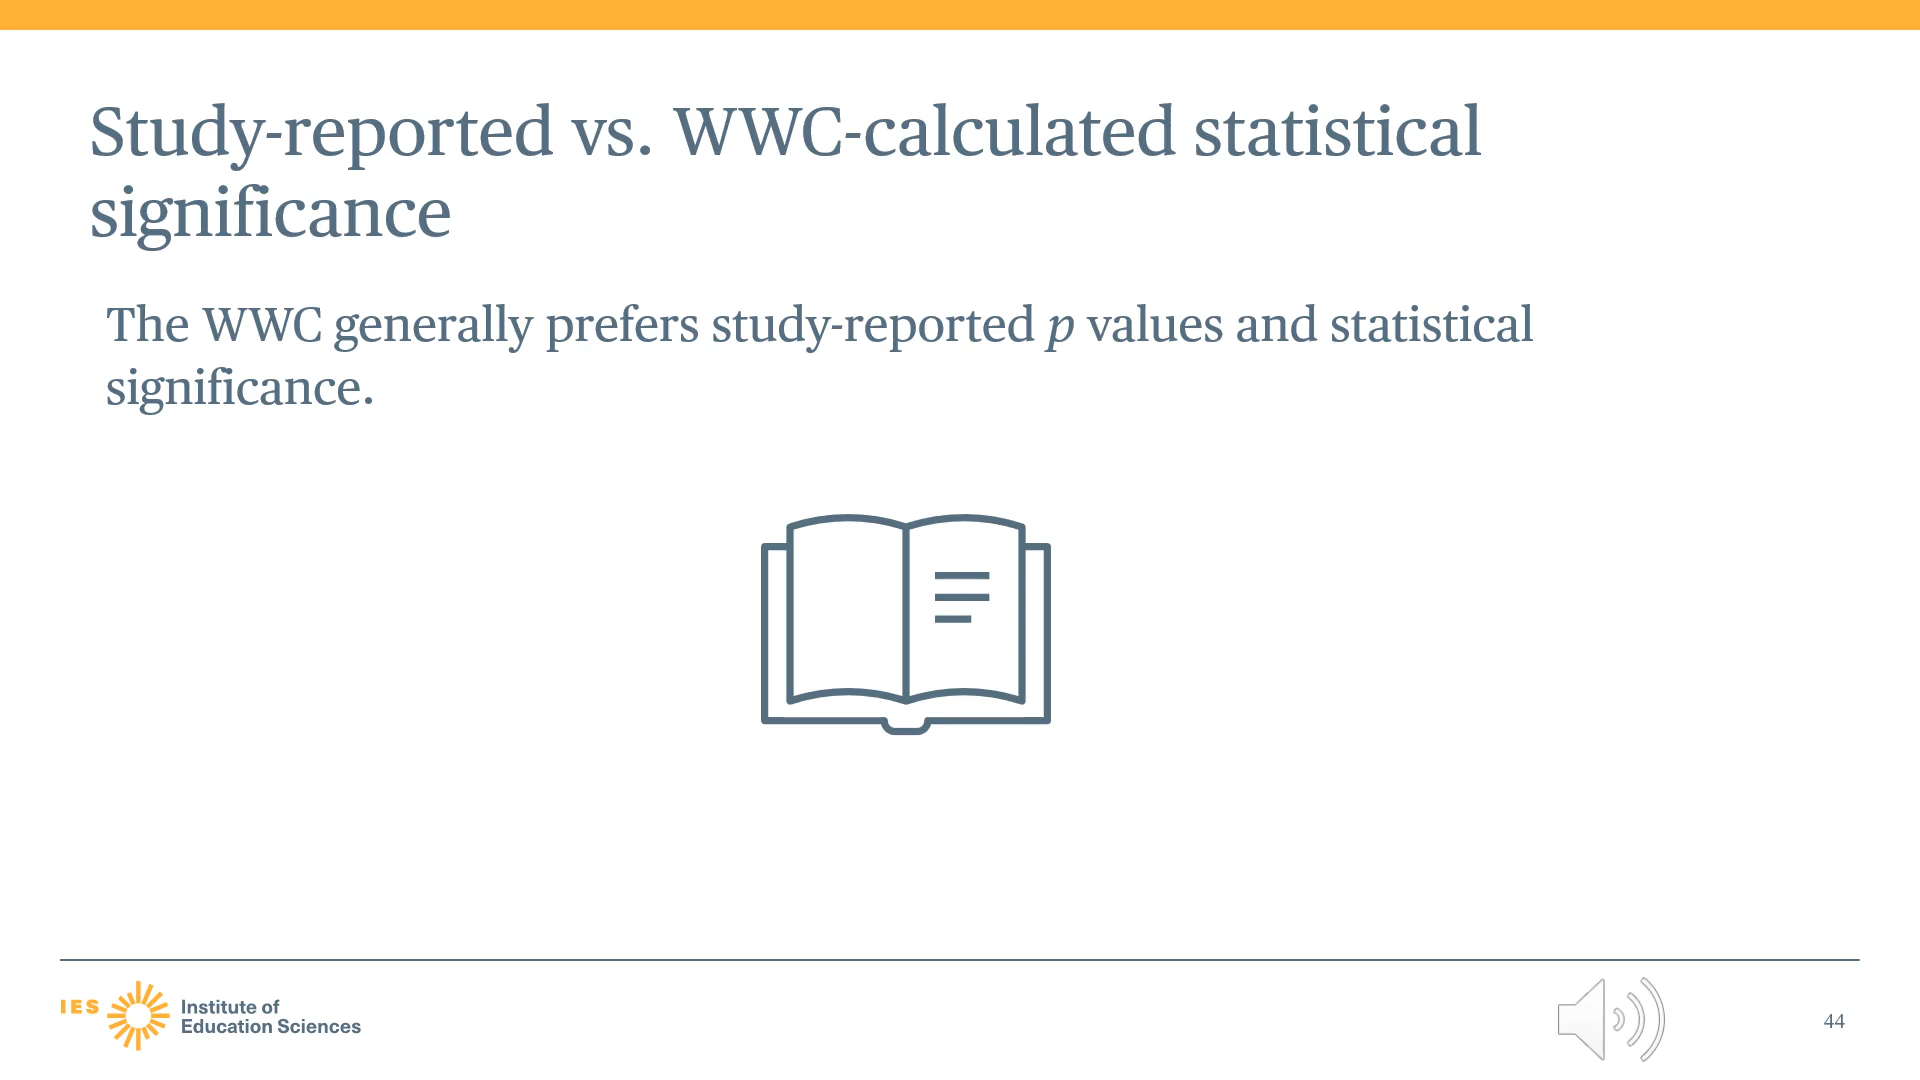 Study-reported vs. WWC-calculated statistical
significance
The WWC generally prefers study-reported p values and statistical
significance.
IES
Institute of
Education Sciences
44